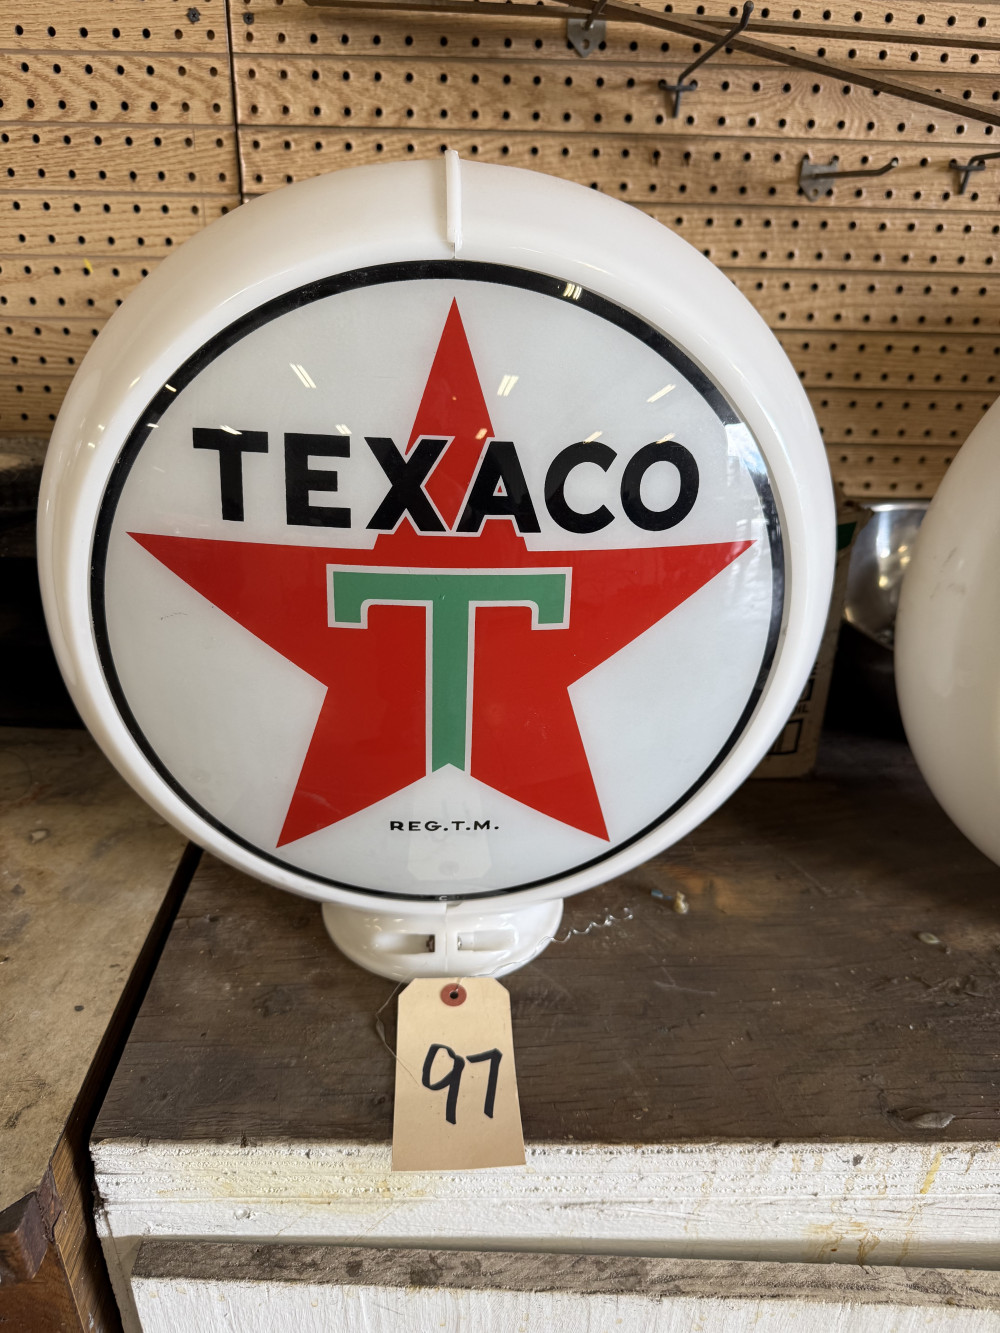 TEXACO
T
REG.T.M.
97